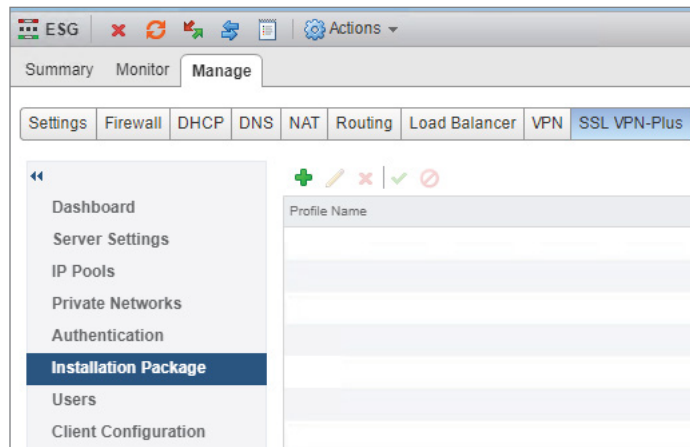 ESG Actions
Summary Monitor Manage
Settings Firewall DHCP DNS NAT Routing Load Balancer VPN SSL VPN-Plus
Dashboard
Profile Name
Server Settings
IP Pools
Private Networks
Authentication
Installation Package
Users
Client Configuration